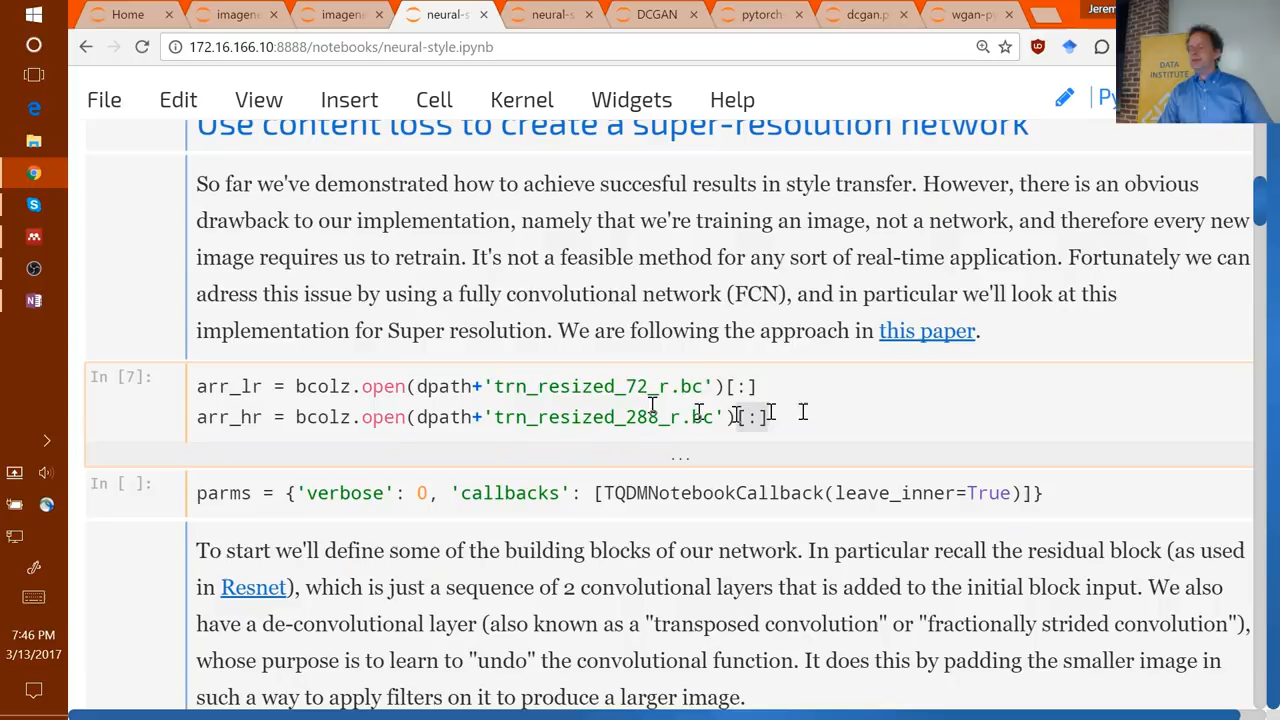 Home
imagene
imagene
neural-s
neural-s
DCGAN
pytorch-
dcgan.p
wgan-py
Jerem
172.16.166.10:8888/notebooks/neural-style.ipynb
File Edit View Insert Cell Kernel Widgets Help
Py
DATA
INSTITUTE
Use content loss to create a super-resolution network
So far we've demonstrated how to achieve succesful results in style transfer. However, there is an obvious
drawback to our implementation, namely that we're training an image, not a network, and therefore every new
image requires us to retrain. It's not a feasible method for any sort of real-time application. Fortunately we can
adress this issue by using a fully convolutional network (FCN), and in particular we'll look at this
implementation for Super resolution. We are following the approach in this paper.
In [7]:
arr_lr = bcolz.open(dpath+'trn_resized_72_r.bc')[:]
arr_hr = bcolz.open(dpath+'trn_resized_288_r.bc')[:]
...
In [ ]:
parms = {'verbose': 0, 'callbacks': [TQDMNotebookCallback(leave_inner=True)]}
To start we'll define some of the building blocks of our network. In particular recall the residual block (as used
in Resnet), which is just a sequence of 2 convolutional layers that is added to the initial block input. We also
have a de-convolutional layer (also known as a "transposed convolution" or "fractionally strided convolution"),
whose purpose is to learn to "undo" the convolutional function. It does this by padding the smaller image in
such a way to apply filters on it to produce a larger image.
7:46 PM
3/13/2017